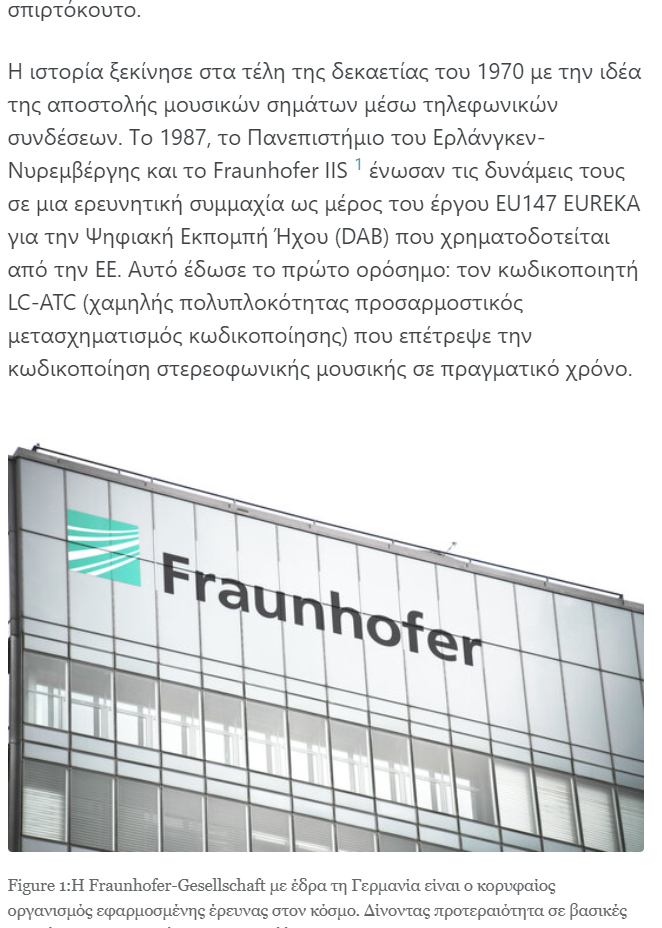 σπιρτόκουτο.
Η ιστορία ξεκίνησε στα τέλη της δεκαετίας του 1970 με την ιδέα
της αποστολής μουσικών σημάτων μέσω τηλεφωνικών
συνδέσεων. Το 1987, το Πανεπιστήμιο του Ερλάνγκεν-
Νυρεμβέργης και το Fraunhofer IIS 1 ένωσαν τις δυνάμεις τους
σε μια ερευνητική συμμαχία ως μέρος του έργου EU147 EUREKA
για την Ψηφιακή Εκπομπή Ήχου (DAB) που χρηματοδοτείται
από την ΕΕ. Αυτό έδωσε το πρώτο ορόσημο: τον κωδικοποιητή
LC-ATC (χαμηλής πολυπλοκότητας προσαρμοστικός
μετασχηματισμός κωδικοποίησης) που επέτρεψε την
κωδικοποίηση στερεοφωνικής μουσικής σε πραγματικό χρόνο.
Fraunhofer
Figure 1:Η Fraunhofer-Gesellschaft με έδρα τη Γερμανία είναι ο κορυφαίος
οργανισμός εφαρμοσμένης έρευνας στον κόσμο. Δίνοντας προτεραιότητα σε βασικές